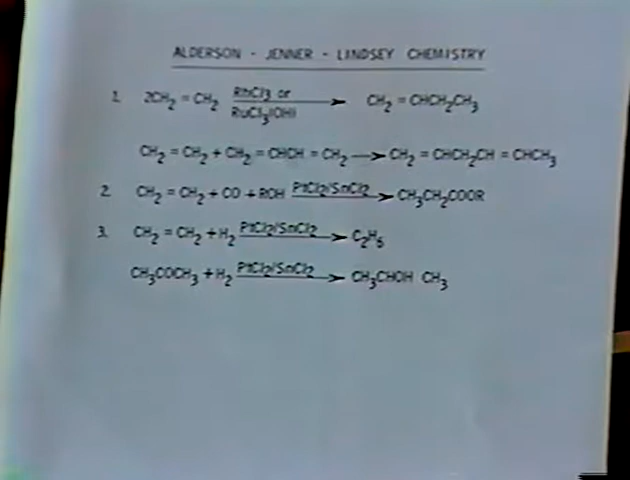 ALDERSON - JENNER - LINDSEY CHEMISTRY
1. 2CH2 = CH2 RhCl3 or RuCl3(OH) → CH2 = CHCH2CH3
CH2 = CH2 + CH2 = CHCH = CH2 → CH2 = CHCH2CH = CHCH3
2. CH2 = CH2 + CO + ROH PtCl2/SnCl2 → CH3CH2COOR
3. CH2 = CH2 + H2 PtCl2/SnCl2 → C2H6
CH3COCH3 + H2 PtCl2/SnCl2 → CH3CHOH CH3